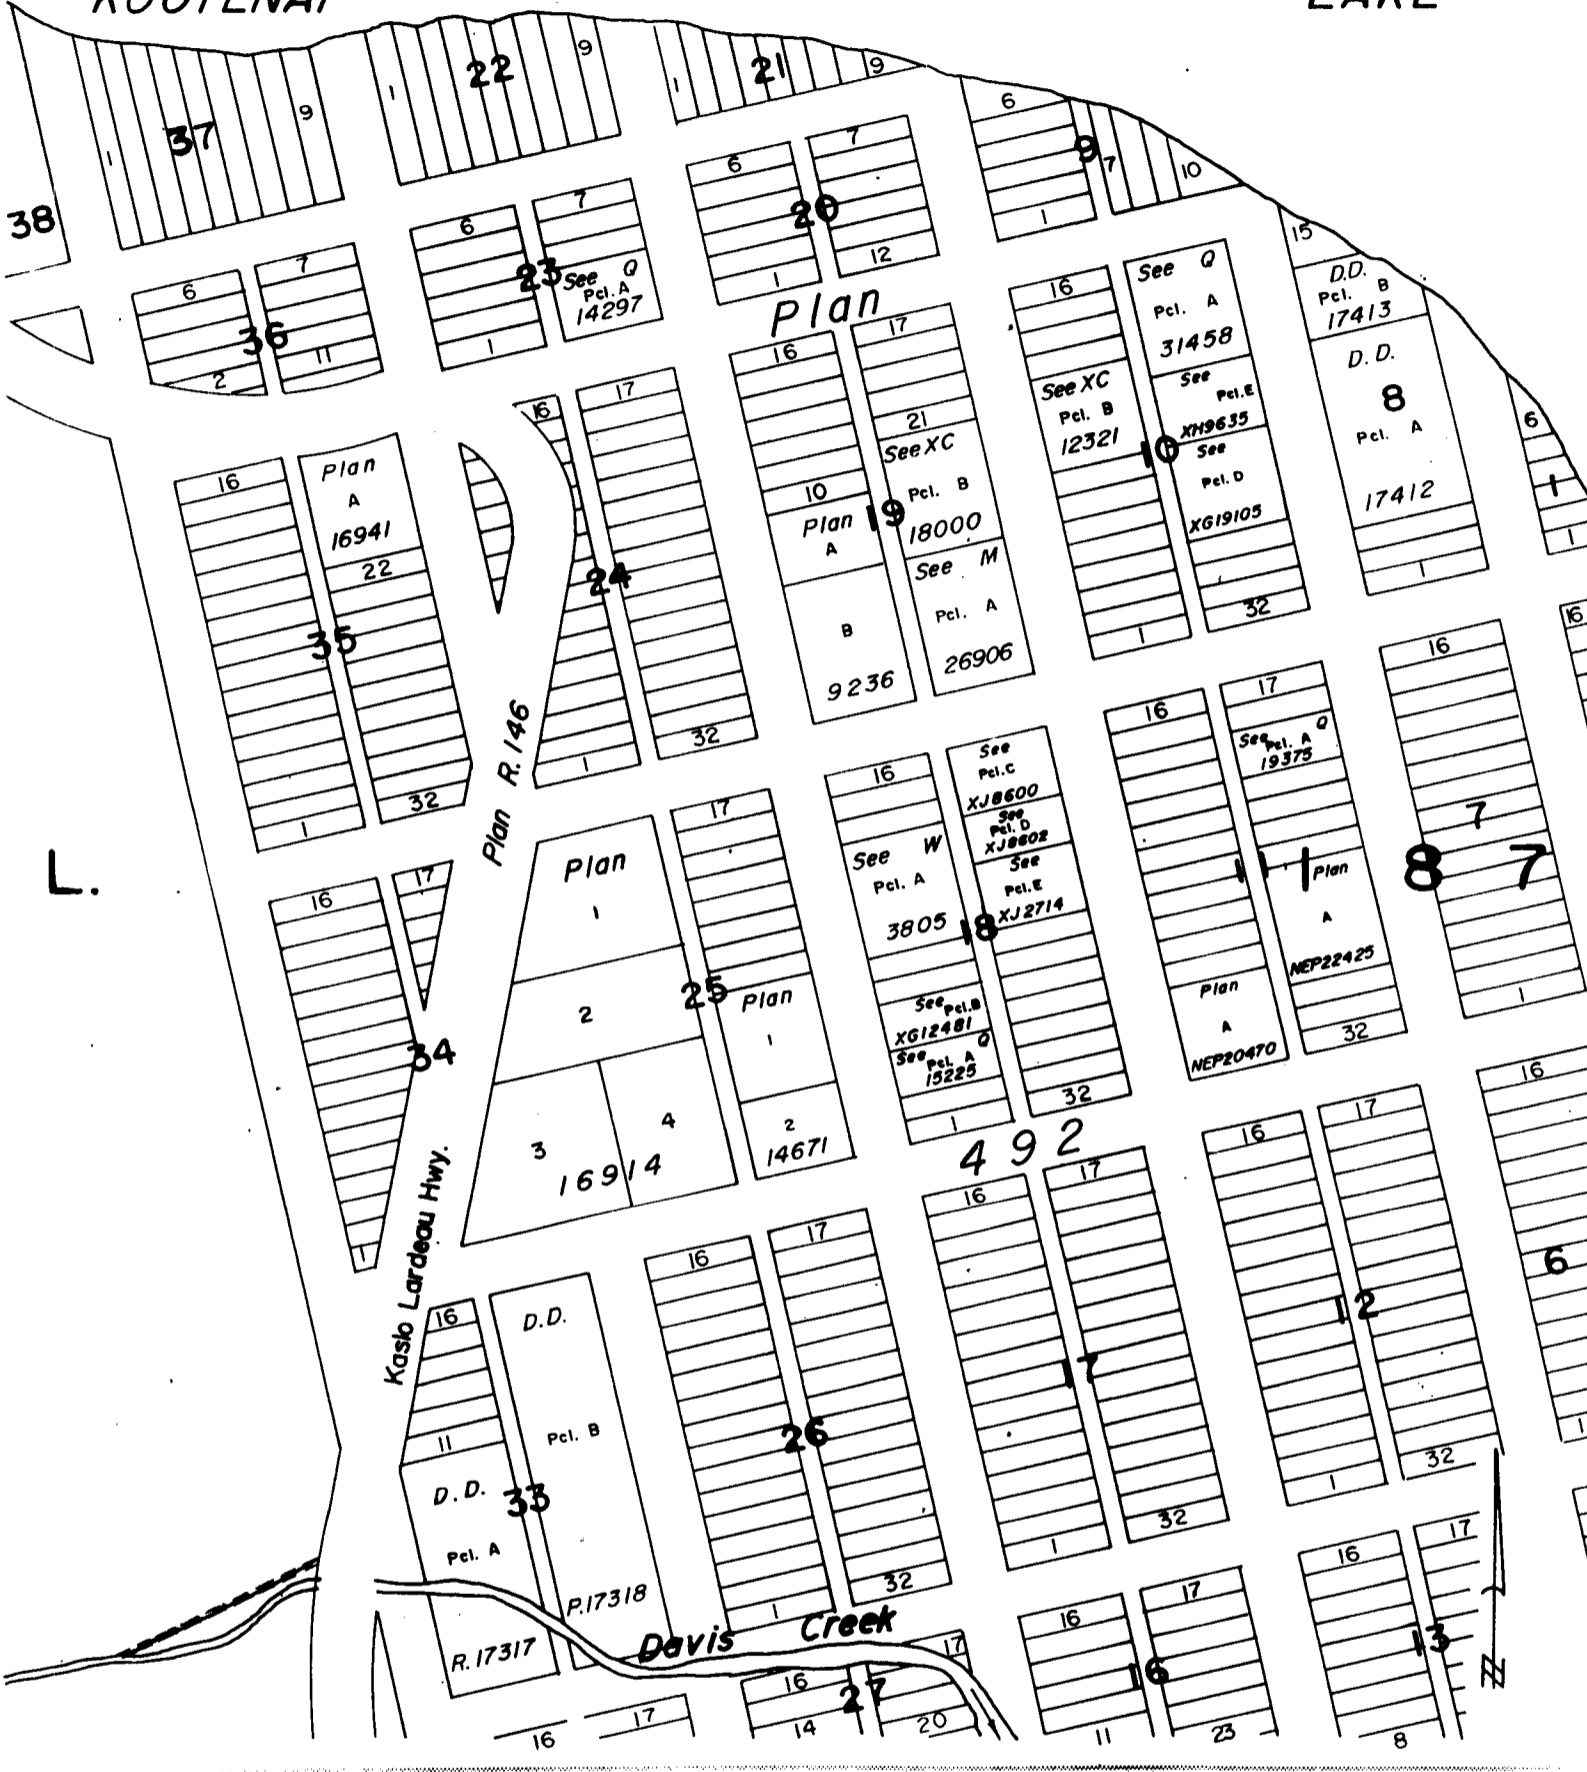 KOOTENAI LAKE
37
1
9
22
1
9
21
1
9
6
9
7
10
1
38
6
7
36
2
11
6
7
23
See Q
Pcl. A
14297
1
6
7
20
1
12
Plan
15
D.D.
Pcl. B
17413
D. D.
8
Pcl. A
17412
1
6
1
1
16
See Q
Pcl. A
31458
See XC
Pcl. B
12321
See
Pcl. E
XH9635
10
See
Pcl. D
XG19105
1
32
16
17
21
See XC
Pcl. B
18000
10
Plan
A
19
See M
Pcl. A
26906
B
9236
16
17
24
1
32
16
Plan
A
16941
22
35
1
32
Plan R.146
16
17
34
1
Plan
1
2
3
4
16914
17
25
Plan
1
2
14671
16
See
Pcl. C
XJ8600
See
Pcl. D
XJ8602
See
Pcl. E
XJ2714
See W
Pcl. A
3805
18
See Pcl. B
XG12481
See Q
Pcl. A
15225
1
32
16
17
See Q
Pcl. A
19375
11
Plan
A
NEP22425
Plan
A
NEP20470
32
16
7
1
16
8 7
L.
492
Kaslo Lardeau Hwy.
16
11
D.D.
Pcl. A
R.17317
33
D.D.
Pcl. B
P.17318
16
17
26
1
32
16
17
17
1
32
16
17
12
1
32
16
6
1
Davis Creek
16
17
16
17
27
14
20
16
17
16
11
23
16
17
13
8
N